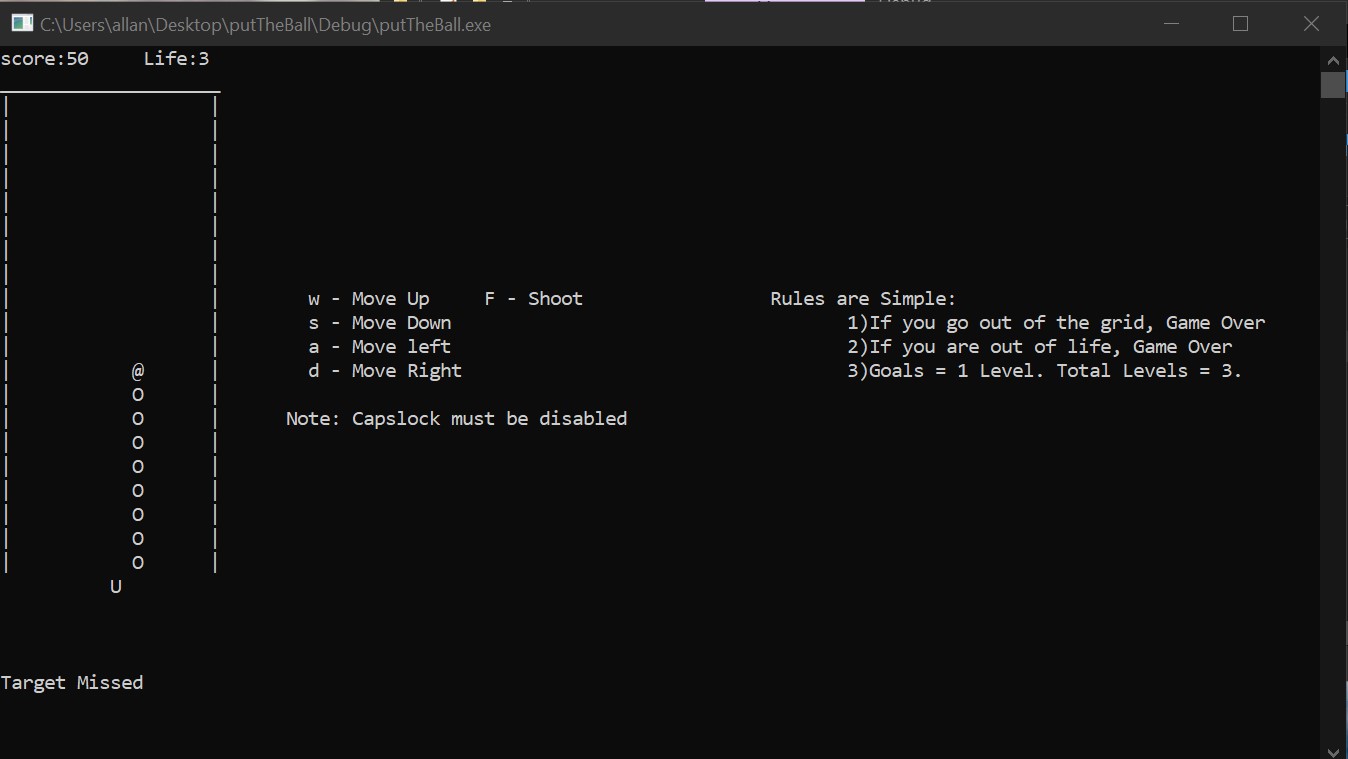 C:\Users\allan\Desktop\putTheBall\Debug\putTheBall.exe
score:50     Life:3
____________________
|                  |
|                  |
|                  |
|                  |
|                  |
|                  |
|                  |
|                  |
|                  |        w - Move Up     F - Shoot                 Rules are Simple:
|                  |        s - Move Down                                    1)If you go out of the grid, Game Over
|                  |        a - Move left                                    2)If you are out of life, Game Over
|           @      |        d - Move Right                                   3)Goals = 1 Level. Total Levels = 3.
|           O      |
|           O      |      Note: Capslock must be disabled
|           O      |
|           O      |
|           O      |
|           O      |
|           O      |
|           O      |
          U
Target Missed